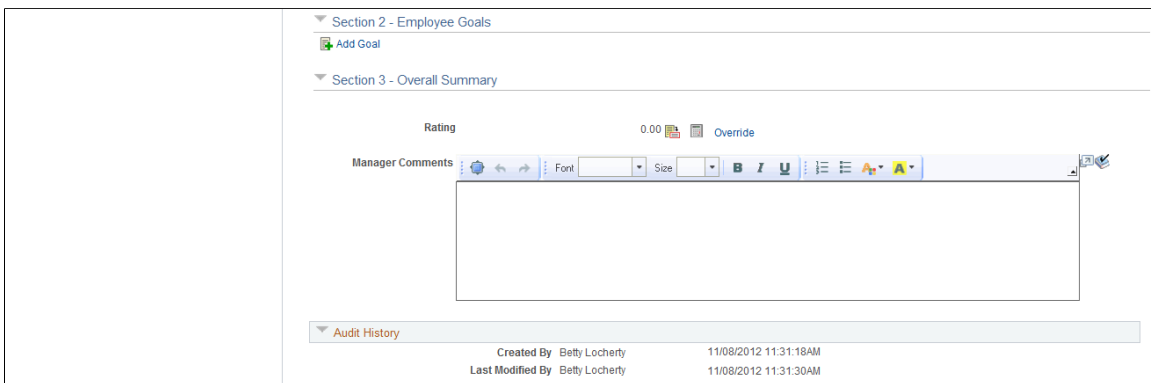 Section 2 - Employee Goals
Add Goal
Section 3 - Overall Summary
Rating 0.00 Override
Manager Comments Font Size B I U A A
Audit History
Created By Betty Locherty 11/08/2012 11:31:18AM
Last Modified By Betty Locherty 11/08/2012 11:31:30AM